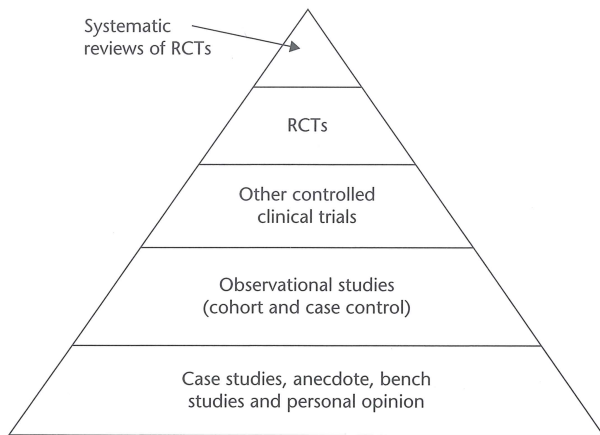 Systematic
reviews of RCTs
RCTs
Other controlled
clinical trials
Observational studies
(cohort and case control)
Case studies, anecdote, bench
studies and personal opinion